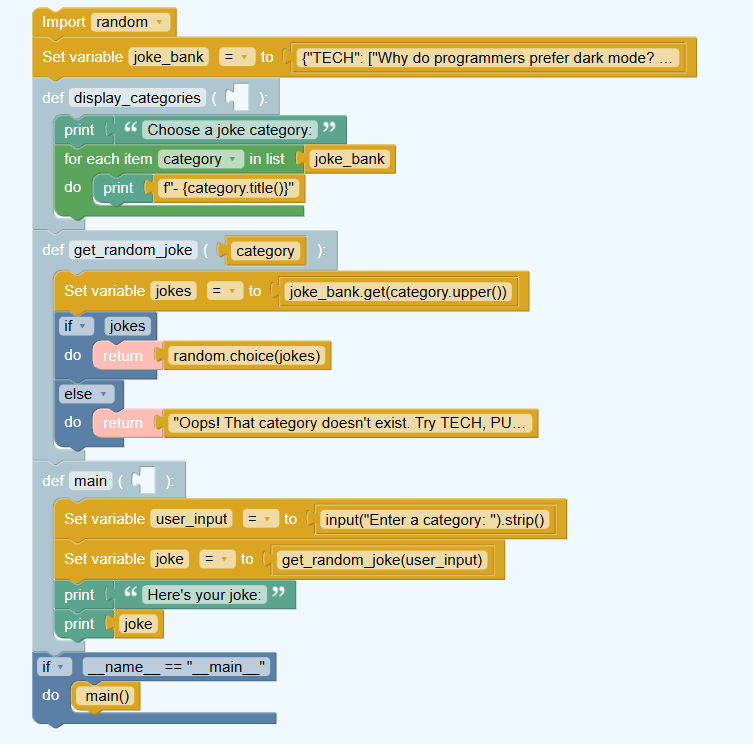 Import random
Set variable joke_bank = to {"TECH": ["Why do programmers prefer dark mode? ...
def display_categories ( ):
print “ Choose a joke category: ”
for each item category in list joke_bank
do print f"- {category.title()}"
def get_random_joke ( category ):
Set variable jokes = to joke_bank.get(category.upper())
if jokes
do return random.choice(jokes)
else
do return "Oops! That category doesn't exist. Try TECH, PU...
def main ( ):
Set variable user_input = to input("Enter a category: ").strip()
Set variable joke = to get_random_joke(user_input)
print “ Here's your joke: ”
print joke
if __name__ == "__main__"
do main()